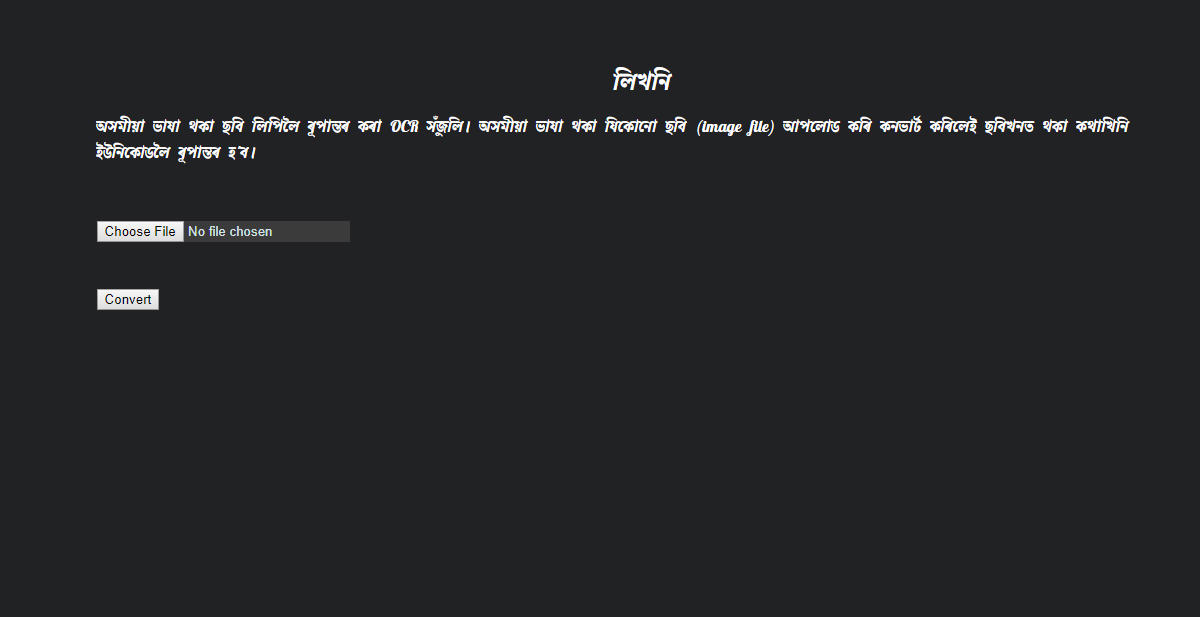 লিখনি
অসমীয়া ভাষা থকা ছবি লিপিলৈ ৰূপান্তৰ কৰা OCR সঁজুলি। অসমীয়া ভাষা থকা যিকোনো ছবি (image file) আপলোড কৰি কনভাৰ্ট কৰিলেই ছবিখনত থকা কথাখিনি
ইউনিকোডলৈ ৰূপান্তৰ হ'ব।
Choose File No file chosen
Convert